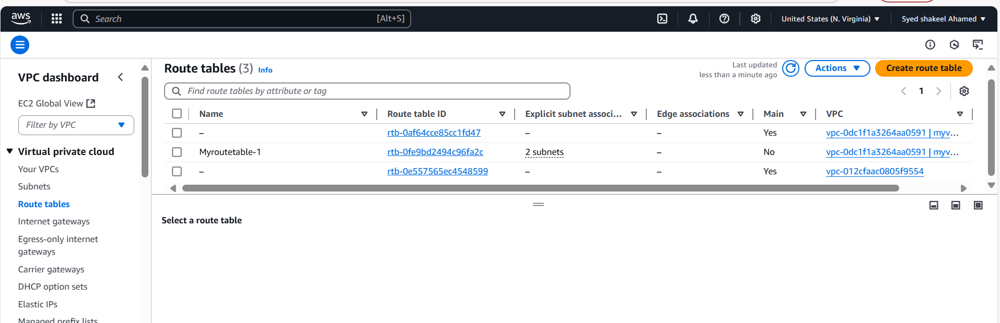 aws
Search [Alt+S]
United States (N. Virginia)
Syed shakeel Ahamed
VPC dashboard
EC2 Global View
Filter by VPC
Virtual private cloud
Your VPCs
Subnets
Route tables
Internet gateways
Egress-only internet
gateways
Carrier gateways
DHCP option sets
Elastic IPs
Managed prefix lists
Route tables (3) Info
Last updated
less than a minute ago
Actions
Create route table
Find route tables by attribute or tag
1
Name Route table ID Explicit subnet associ... Edge associations Main VPC
– rtb-0af64cce85cc1fd47 – – Yes vpc-0dc1f1a3264aa0591 | myv...
Myroutetable-1 rtb-0fe9bd2494c96fa2c 2 subnets – No vpc-0dc1f1a3264aa0591 | myv...
– rtb-0e557565ec4548599 – – Yes vpc-012cfaac0805f9554
Select a route table